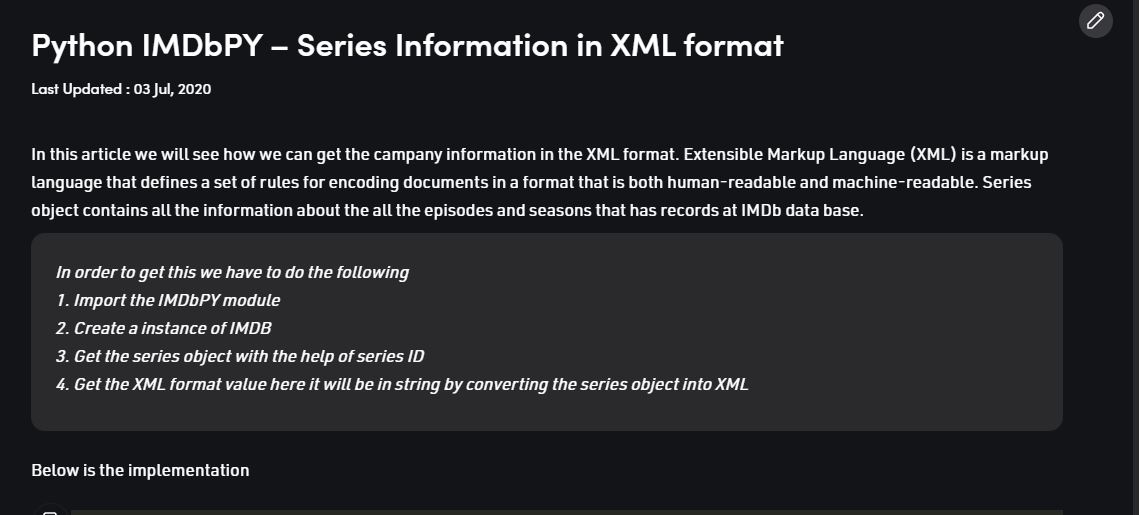 Python IMDbPY – Series Information in XML format
Last Updated : 03 Jul, 2020
In this article we will see how we can get the campany information in the XML format. Extensible Markup Language (XML) is a markup
language that defines a set of rules for encoding documents in a format that is both human-readable and machine-readable. Series
object contains all the information about the all the episodes and seasons that has records at IMDb data base.
In order to get this we have to do the following
1. Import the IMDbPY module
2. Create a instance of IMDB
3. Get the series object with the help of series ID
4. Get the XML format value here it will be in string by converting the series object into XML
Below is the implementation